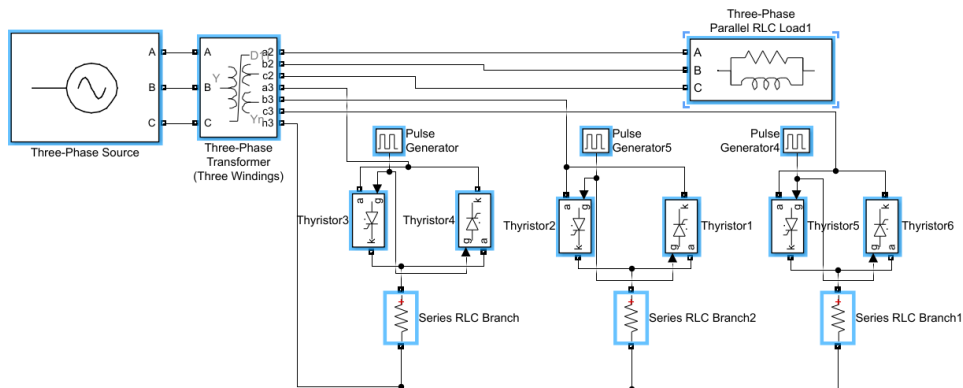 Three-Phase
Parallel RLC Load1
A
A
a2
A
D1
b2
B
Y
c2
B
B
a3
C
b3
c3
C
C
Yn
n3
Three-Phase Source
Three-Phase
Transformer
(Three Windings)
Pulse
Generator
Pulse
Generator5
Pulse
Generator4
a
g
k
a
g
k
a
g
k
Thyristor3
Thyristor4
Thyristor2
Thyristor1
Thyristor5
Thyristor6
k
g
a
k
g
a
k
g
a
+
Series RLC Branch
+
Series RLC Branch2
+
Series RLC Branch1